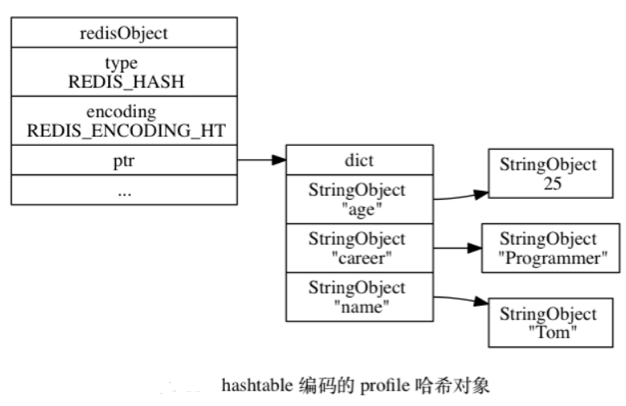 redisObject
type
REDIS_HASH
encoding
REDIS_ENCODING_HT
ptr
...
dict
StringObject
"age"
StringObject
"career"
StringObject
"name"
StringObject
25
StringObject
"Programmer"
StringObject
"Tom"
hashtable 编码的 profile 哈希对象